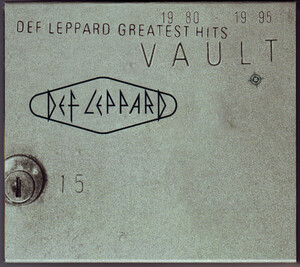 19 80 - 19 95
DEF LEPPARD GREATEST HITS
VAULT
DEF LEPPARD
15